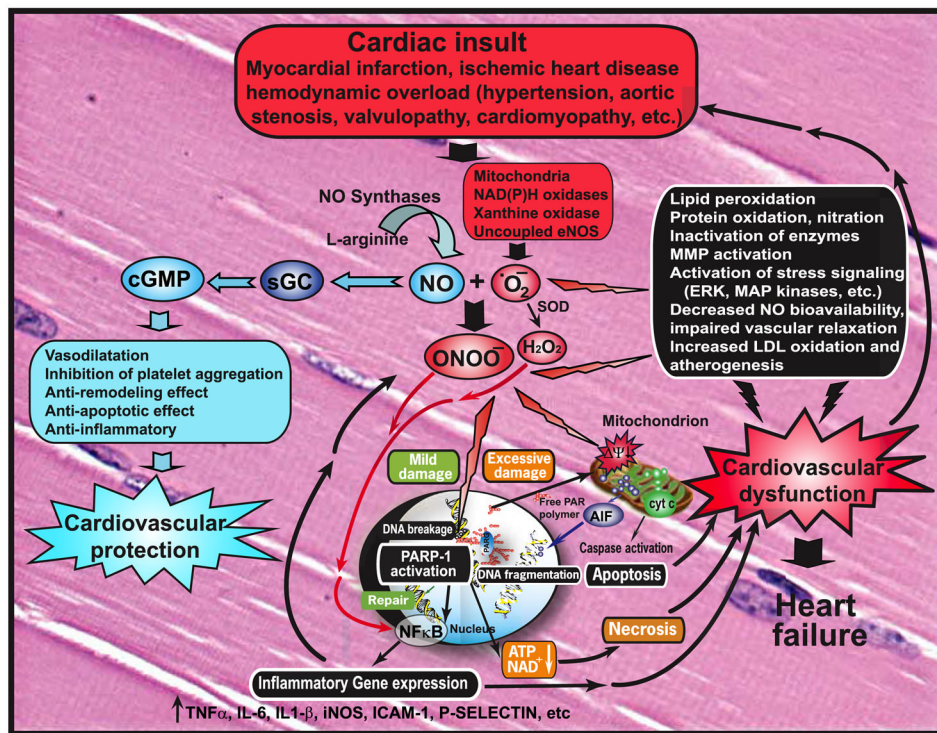 Cardiac insult
Myocardial infarction, ischemic heart disease
hemodynamic overload (hypertension, aortic
stenosis, valvulopathy, cardiomyopathy, etc.)
Mitochondria
NAD(P)H oxidases
Xanthine oxidase
Uncoupled eNOS
NO Synthases
L-arginine
Lipid peroxidation
Protein oxidation, nitration
Inactivation of enzymes
MMP activation
Activation of stress signaling
(ERK, MAP kinases, etc.)
Decreased NO bioavailability,
impaired vascular relaxation
Increased LDL oxidation and
atherogenesis
cGMP
sGC
NO + •O₂⁻
SOD
ONOO⁻
H₂O₂
Vasodilatation
Inhibition of platelet aggregation
Anti-remodeling effect
Anti-apoptotic effect
Anti-inflammatory
Cardiovascular
protection
Mild
damage
Excessive
damage
Mitochondrion
ΔΨ↓
cyt c
Free PAR
polymer
AIF
Caspase activation
DNA breakage
PARG
PARP-1
activation
DNA fragmentation
Apoptosis
Repair
NFκB
Nucleus
ATP
NAD⁺ ↓
Necrosis
Cardiovascular
dysfunction
Heart
failure
Inflammatory Gene expression
↑ TNFα, IL-6, IL1-β, iNOS, ICAM-1, P-SELECTIN, etc